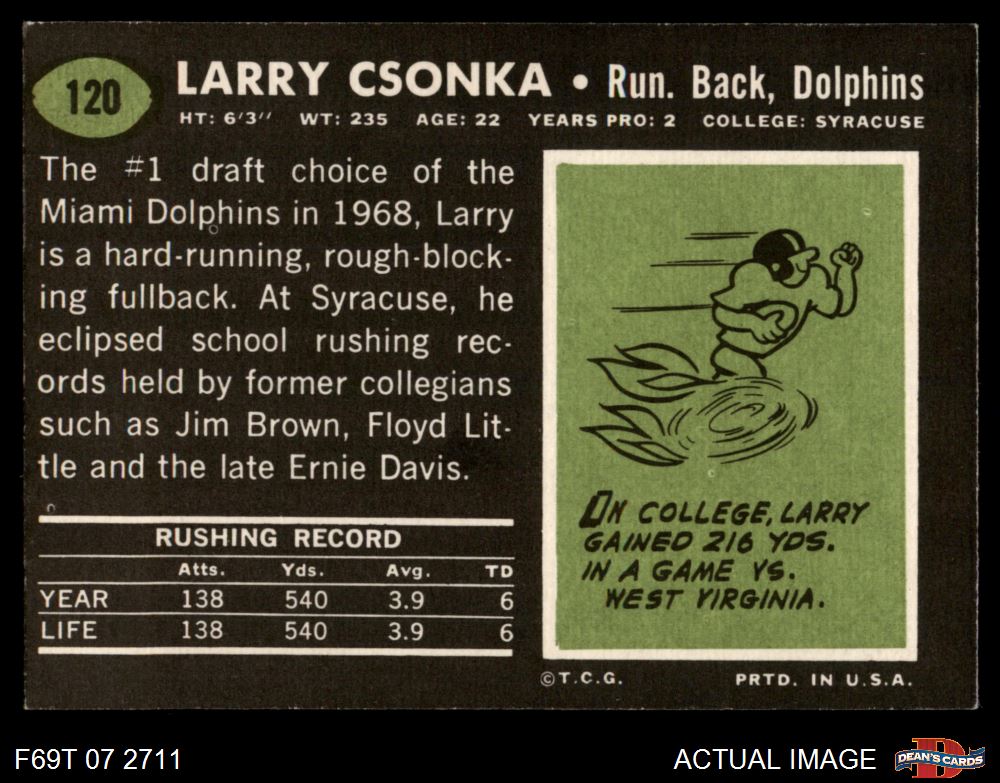 120
LARRY CSONKA • Run. Back, Dolphins
HT: 6'3" WT: 235 AGE: 22 YEARS PRO: 2 COLLEGE: SYRACUSE
The #1 draft choice of the
Miami Dolphins in 1968, Larry
is a hard-running, rough-block-
ing fullback. At Syracuse, he
eclipsed school rushing rec-
ords held by former collegians
such as Jim Brown, Floyd Lit-
tle and the late Ernie Davis.
RUSHING RECORD
Atts. Yds. Avg. TD
YEAR 138 540 3.9 6
LIFE 138 540 3.9 6
ON COLLEGE, LARRY
GAINED 216 YDS.
IN A GAME VS.
WEST VIRGINIA.
©T.C.G. PRTD. IN U.S.A.
F69T 07 2711
ACTUAL IMAGE
D
DEAN'S CARDS